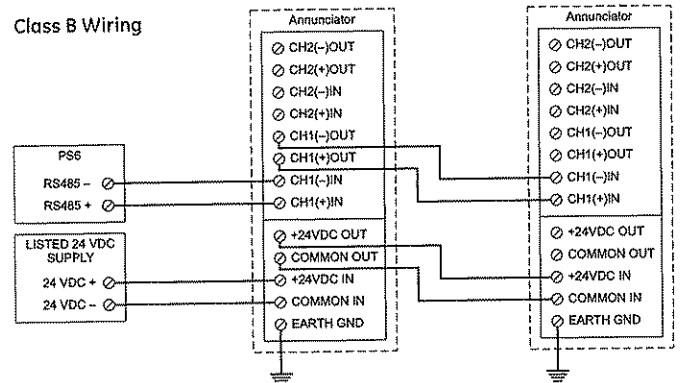 Class B Wiring
Annunciator
CH2(–)OUT
CH2(+)OUT
CH2(–)IN
CH2(+)IN
CH1(–)OUT
CH1(+)OUT
CH1(–)IN
CH1(+)IN
+24VDC OUT
COMMON OUT
+24VDC IN
COMMON IN
EARTH GND
PS6
RS485 –
RS485 +
LISTED 24 VDC
SUPPLY
24 VDC +
24 VDC –
Annunciator
CH2(–)OUT
CH2(+)OUT
CH2(–)IN
CH2(+)IN
CH1(–)OUT
CH1(+)OUT
CH1(–)IN
CH1(+)IN
+24VDC OUT
COMMON OUT
+24VDC IN
COMMON IN
EARTH GND